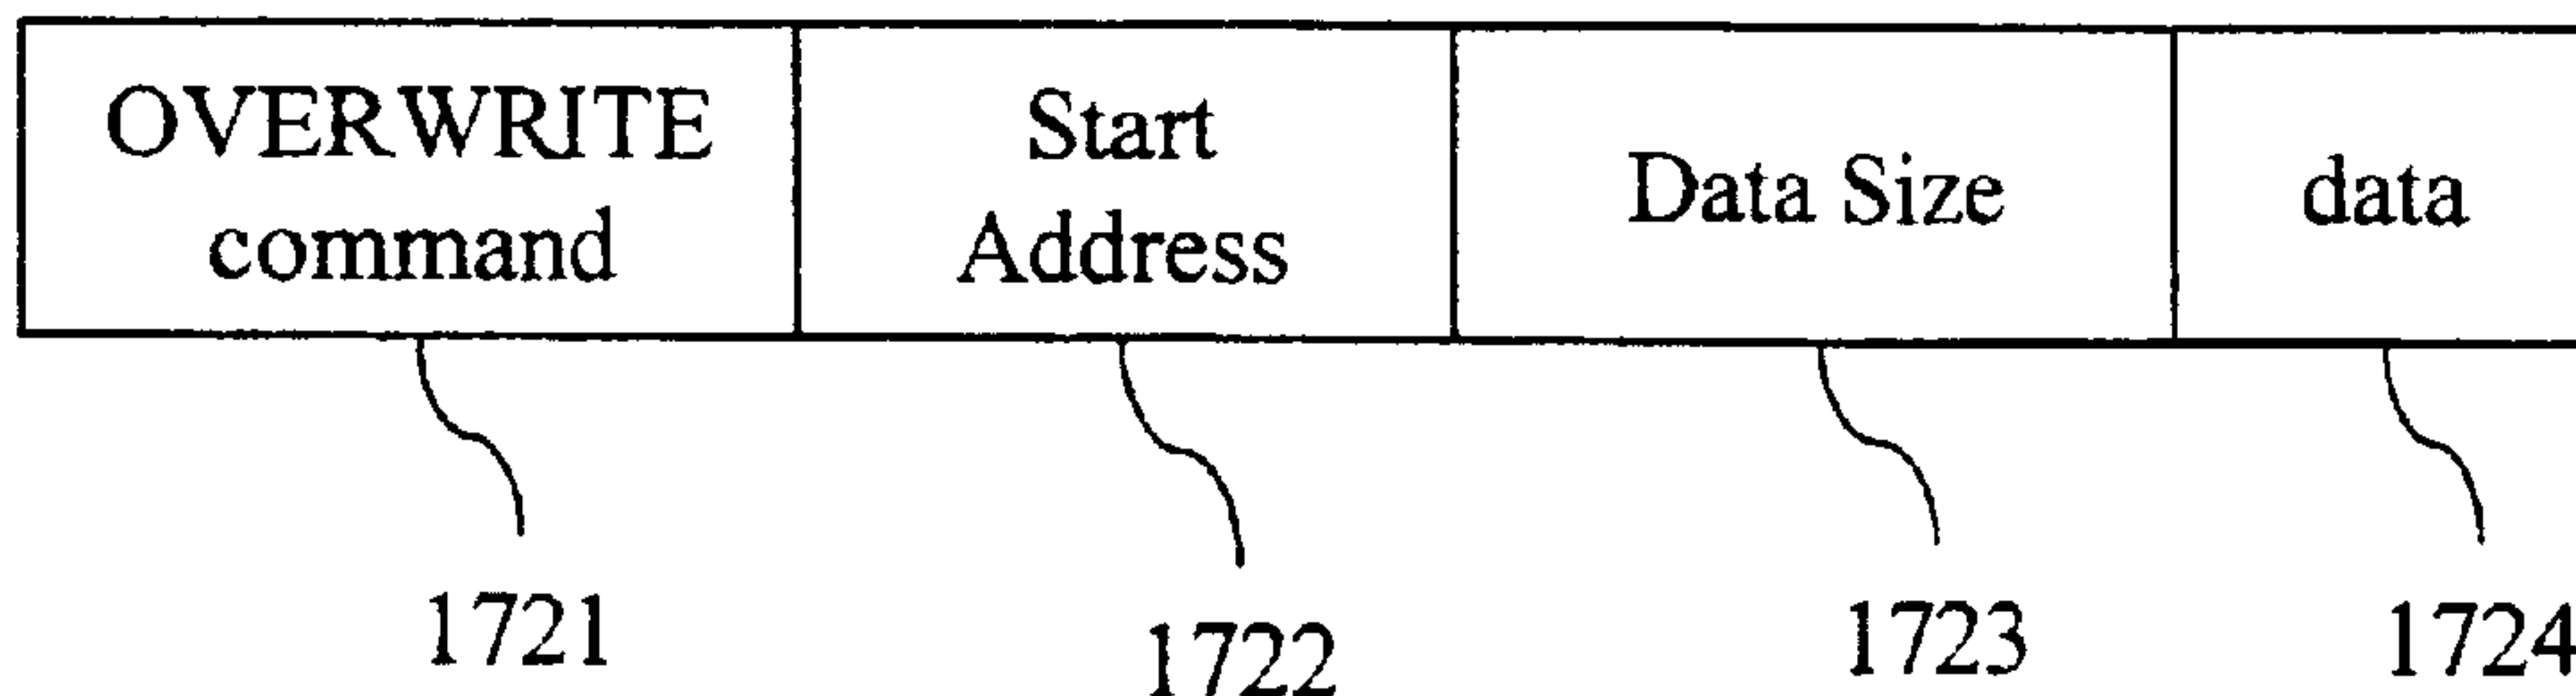 OVERWRITE
command
Start
Address
Data Size
data
1721
1722
1723
1724